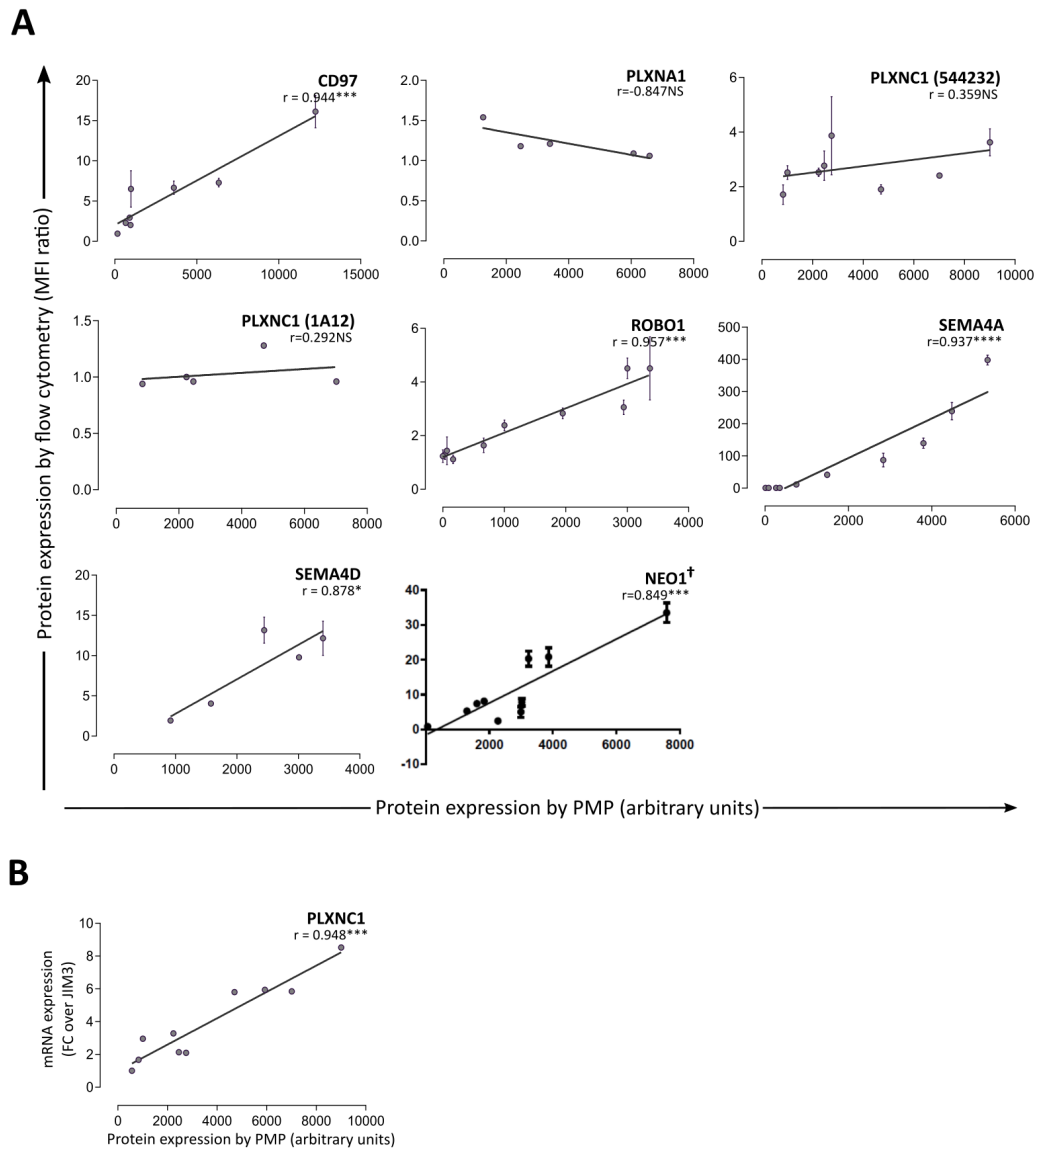 A
Protein expression by flow cytometry (MFI ratio)
CD97
r = 0.944***
20
15
10
5
0
0 5000 10000 15000
PLXNA1
r=-0.847NS
2.0
1.5
1.0
0.5
0.0
0 2000 4000 6000 8000
PLXNC1 (544232)
r = 0.359NS
6
4
2
0
0 2000 4000 6000 8000 10000
PLXNC1 (1A12)
r=0.292NS
1.5
1.0
0.5
0.0
0 2000 4000 6000 8000
ROBO1
r = 0.957***
6
4
2
0
0 1000 2000 3000 4000
SEMA4A
r=0.937****
500
400
300
200
100
0
0 2000 4000 6000
SEMA4D
r = 0.878*
20
15
10
5
0
0 1000 2000 3000 4000
NEO1†
r=0.849***
40
30
20
10
0
-10
2000 4000 6000 8000
Protein expression by PMP (arbitrary units)
B
PLXNC1
r = 0.948***
mRNA expression
(FC over JIM3)
10
8
6
4
2
0
0 2000 4000 6000 8000 10000
Protein expression by PMP (arbitrary units)